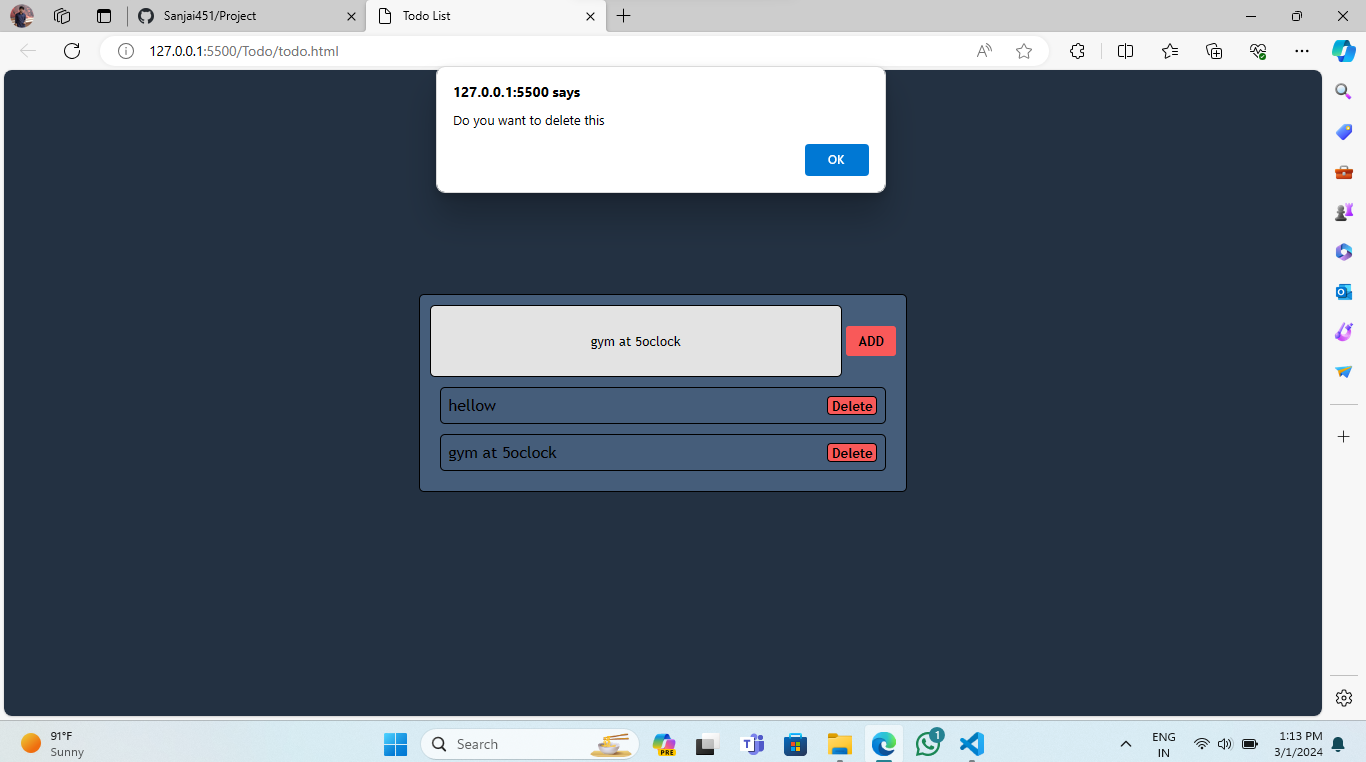 Sanjai451/Project
Todo List
127.0.0.1:5500/Todo/todo.html
127.0.0.1:5500 says
Do you want to delete this
OK
gym at 5oclock
ADD
hellow
Delete
gym at 5oclock
Delete
91°F
Sunny
Search
PRE
1
ENG
IN
1:13 PM
3/1/2024